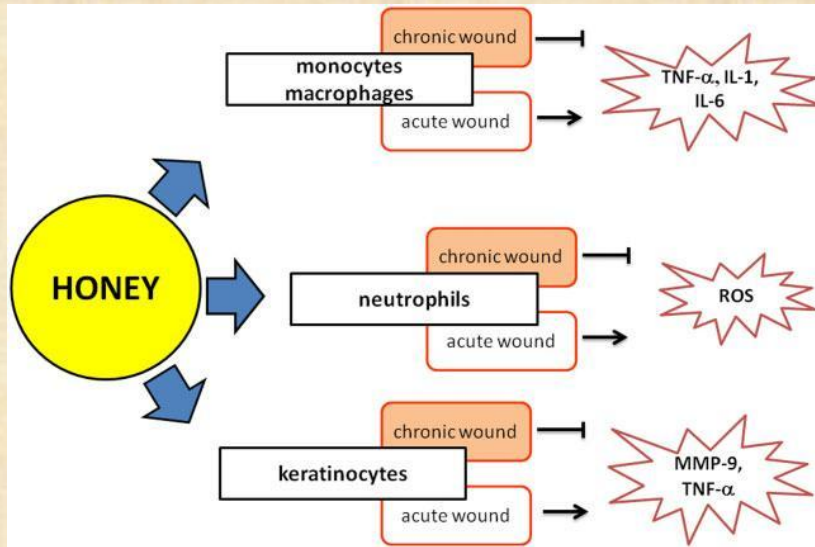 chronic wound
monocytes
macrophages
acute wound
TNF-α, IL-1,
IL-6
HONEY
chronic wound
neutrophils
acute wound
ROS
chronic wound
keratinocytes
acute wound
MMP-9,
TNF-α